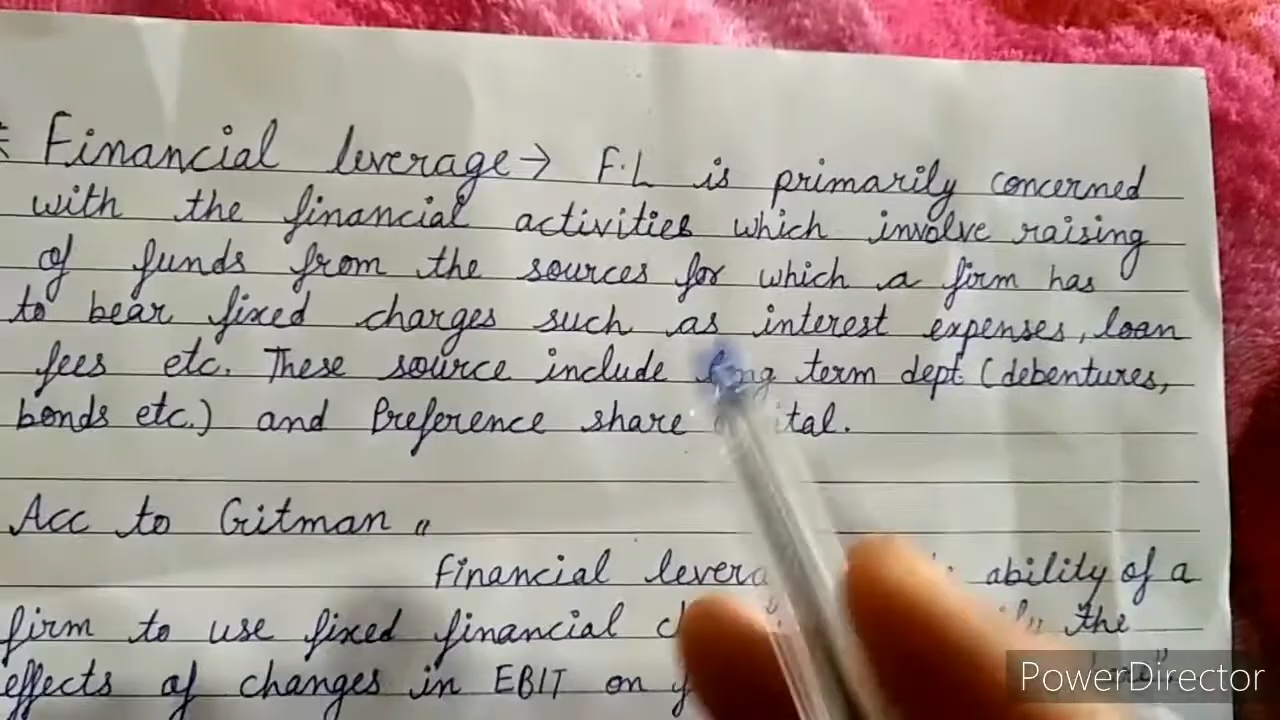 * Financial leverage → F.L is primarily concerned
with the financial activities which involve raising
of funds from the sources for which a firm has
to bear fixed charges such as interest expenses, loan
fees etc. These source include long term dept (debentures,
bonds etc.) and Preference share ital.
Acc to Gitman "
Financial levera ability of a
firm to use fixed financial c the
effects of changes in EBIT on
PowerDirector